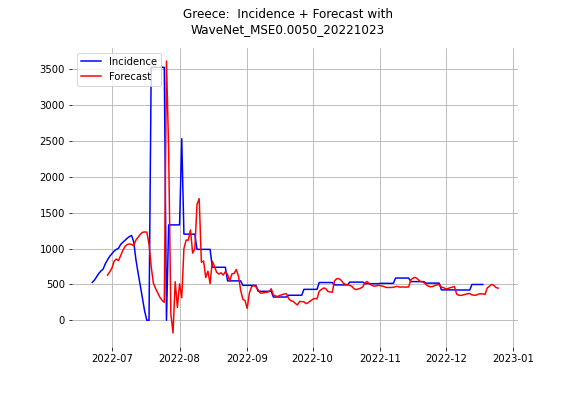 Greece:  Incidence + Forecast with
WaveNet_MSE0.0050_20221023
Incidence
Forecast
3500
3000
2500
2000
1500
1000
500
0
2022-07 2022-08 2022-09 2022-10 2022-11 2022-12 2023-01